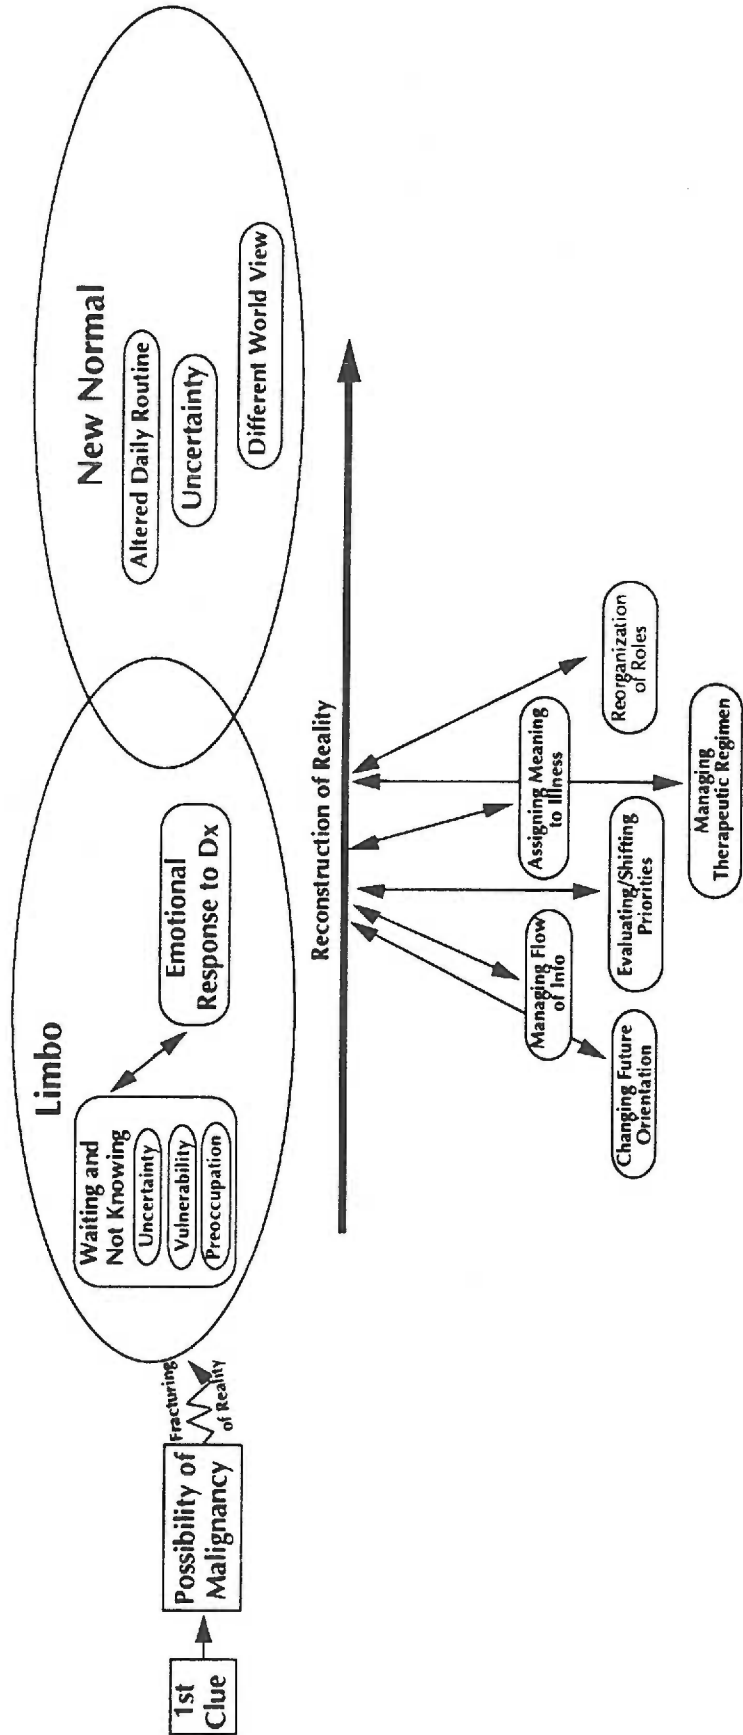 1st
Clue
Possibility of
Malignancy
Fracturing
of Reality
Limbo
Waiting and
Not Knowing
Uncertainty
Vulnerability
Preoccupation
Emotional
Response to Dx
New Normal
Altered Daily Routine
Uncertainty
Different World View
Reconstruction of Reality
Changing Future
Orientation
Managing Flow
of Info
Evaluating/Shifting
Priorities
Assigning Meaning
to Illness
Managing
Therapeutic Regimen
Reorganization
of Roles